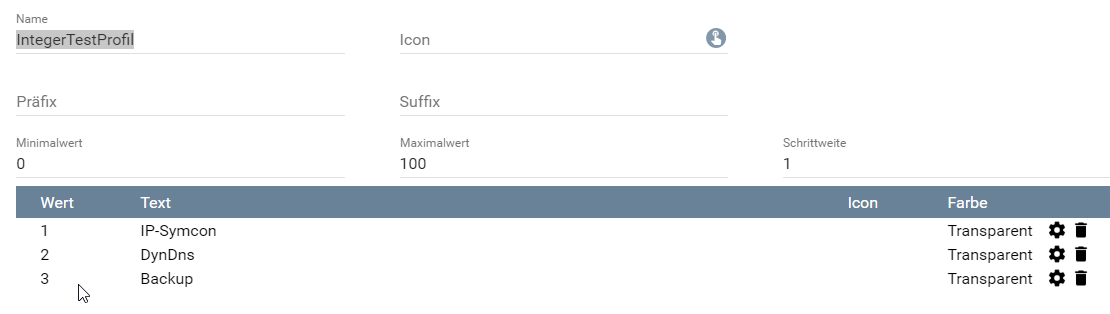 Name
IntegerTestProfil
Icon
Präfix
Suffix
Minimalwert
Maximalwert
Schrittweite
0
100
1
Wert Text Icon Farbe
1 IP-Symcon Transparent
2 DynDns Transparent
3 Backup Transparent